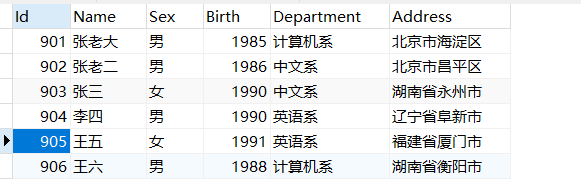 Id Name Sex Birth Department Address
901 张老大 男 1985 计算机系 北京市海淀区
902 张老二 男 1986 中文系 北京市昌平区
903 张三 女 1990 中文系 湖南省永州市
904 李四 男 1990 英语系 辽宁省阜新市
905 王五 女 1991 英语系 福建省厦门市
906 王六 男 1988 计算机系 湖南省衡阳市